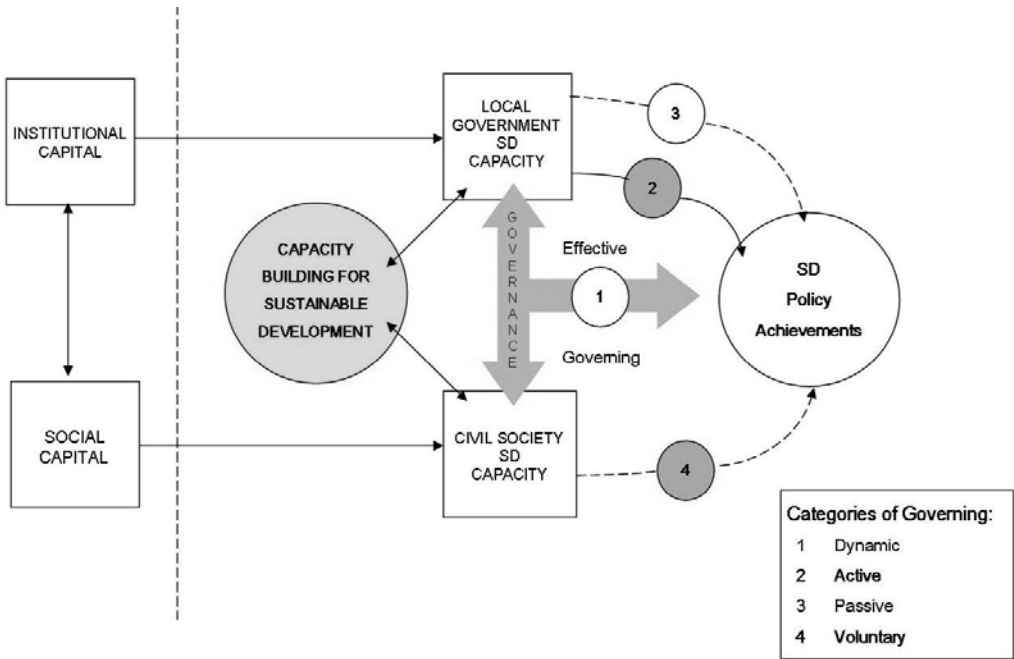 INSTITUTIONAL
CAPITAL
SOCIAL
CAPITAL
CAPACITY
BUILDING FOR
SUSTAINABLE
DEVELOPMENT
LOCAL
GOVERNMENT
SD
CAPACITY
GOVERNANCE
CIVIL SOCIETY
SD
CAPACITY
3
2
Effective
1
Governing
4
SD
Policy
Achievements
Categories of Governing:
1 Dynamic
2 Active
3 Passive
4 Voluntary